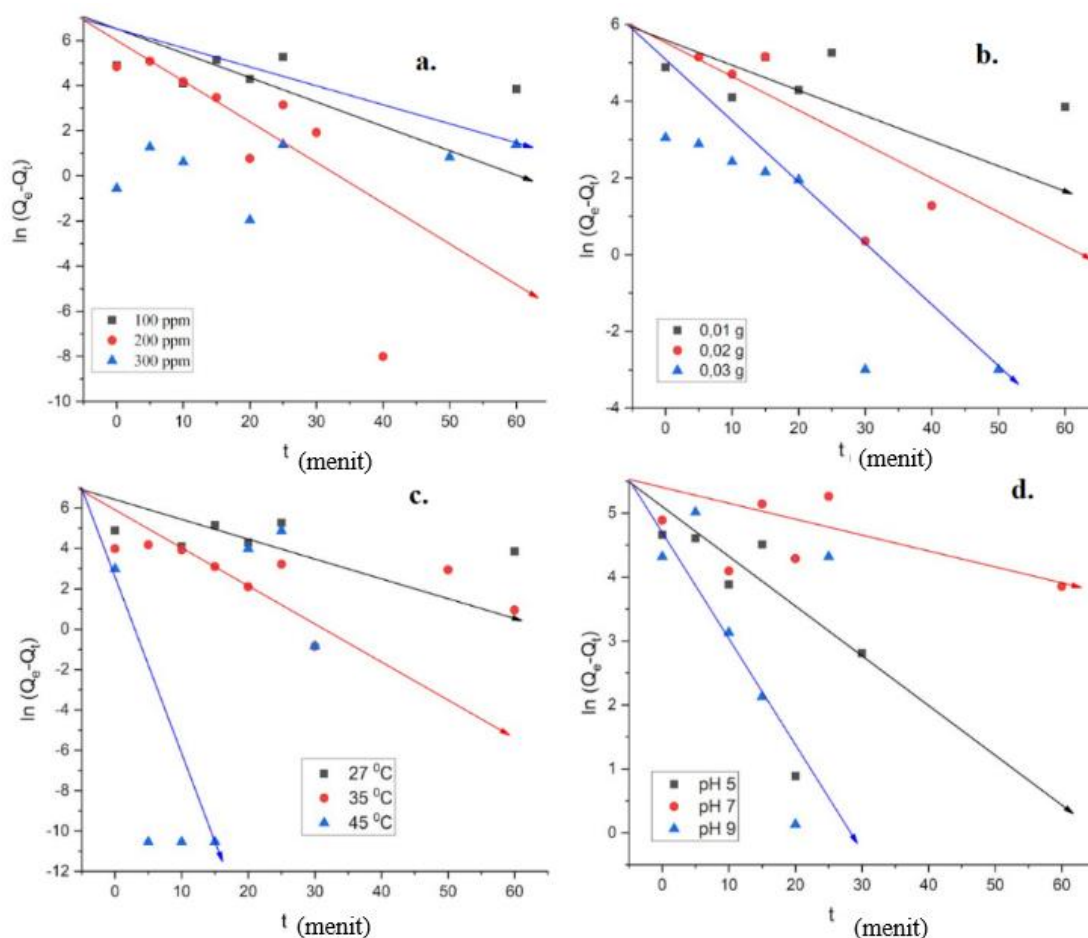 a.
6
4
2
0
-2
-4
-6
-8
-10
ln (Qₑ-Qₜ)
100 ppm
200 ppm
300 ppm
0 10 20 30 40 50 60
t (menit)
b.
6
4
2
0
-2
-4
ln (Qₑ-Qₜ)
0,01 g
0,02 g
0,03 g
0 10 20 30 40 50 60
t (menit)
c.
6
4
2
0
-2
-4
-6
-8
-10
-12
ln (Qₑ-Qₜ)
27 ⁰C
35 ⁰C
45 ⁰C
0 10 20 30 40 50 60
t (menit)
d.
5
4
3
2
1
0
ln (Qₑ-Qₜ)
pH 5
pH 7
pH 9
0 10 20 30 40 50 60
t (menit)